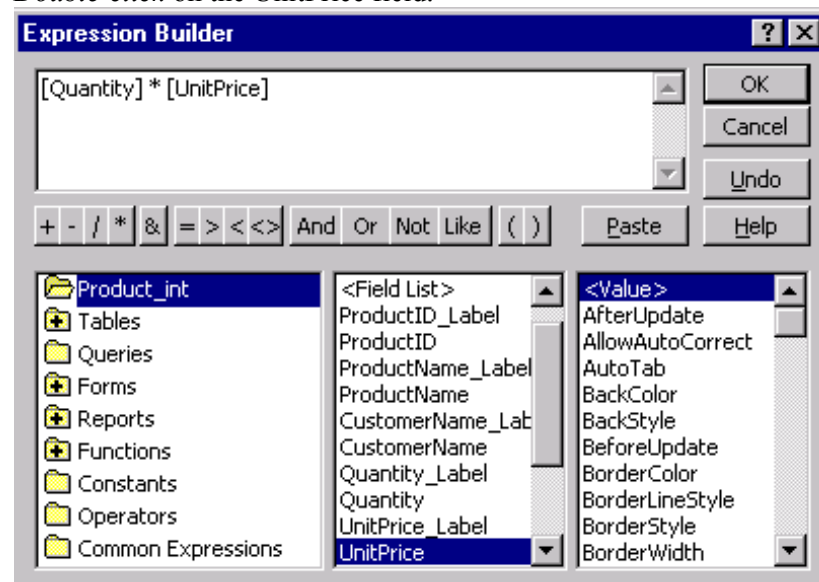 Double-click on the UnitPrice field.
Expression Builder
[Quantity] * [UnitPrice]
OK
Cancel
Undo
+ - / * & = > < <> And Or Not Like ( ) Paste Help
Product_int
Tables
Queries
Forms
Reports
Functions
Constants
Operators
Common Expressions
<Field List>
ProductID_Label
ProductID
ProductName_Label
ProductName
CustomerName_Lab
CustomerName
Quantity_Label
Quantity
UnitPrice_Label
UnitPrice
<Value>
AfterUpdate
AllowAutoCorrect
AutoTab
BackColor
BackStyle
BeforeUpdate
BorderColor
BorderLineStyle
BorderStyle
BorderWidth